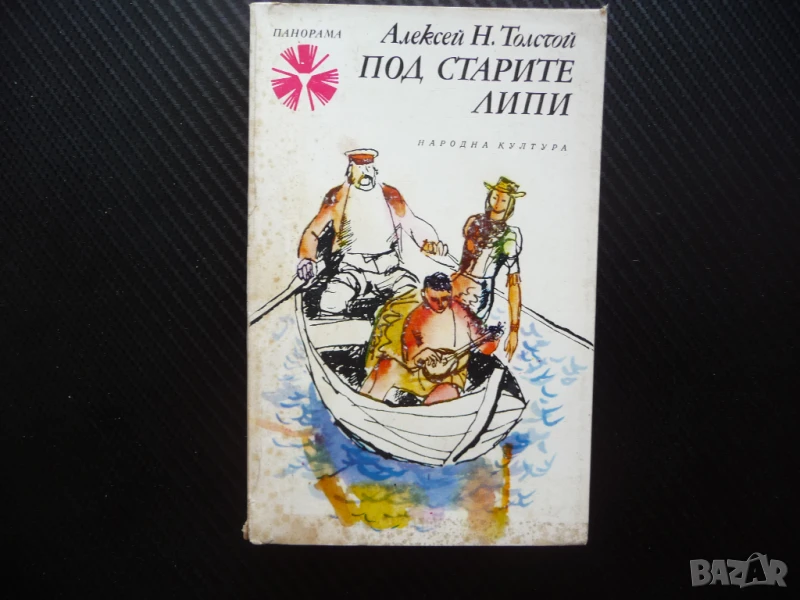 ПАНОРАМА
Алексей Н. Толстой
ПОД СТАРИТЕ
ЛИПИ
НАРОДНА КУЛТУРА
BAZAR